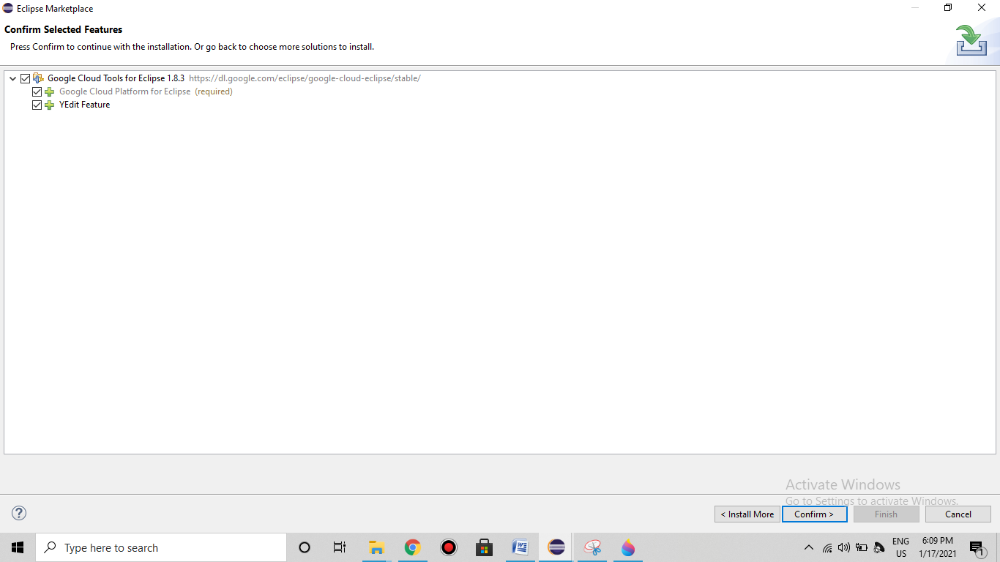 Eclipse Marketplace
Confirm Selected Features
Press Confirm to continue with the installation. Or go back to choose more solutions to install.
Google Cloud Tools for Eclipse 1.8.3 https://dl.google.com/eclipse/google-cloud-eclipse/stable/
Google Cloud Platform for Eclipse (required)
YEdit Feature
Activate Windows
Go to Settings to activate Windows.
?
< Install More
Confirm >
Finish
Cancel
Type here to search
W
ENG
US
6:09 PM
1/17/2021
1